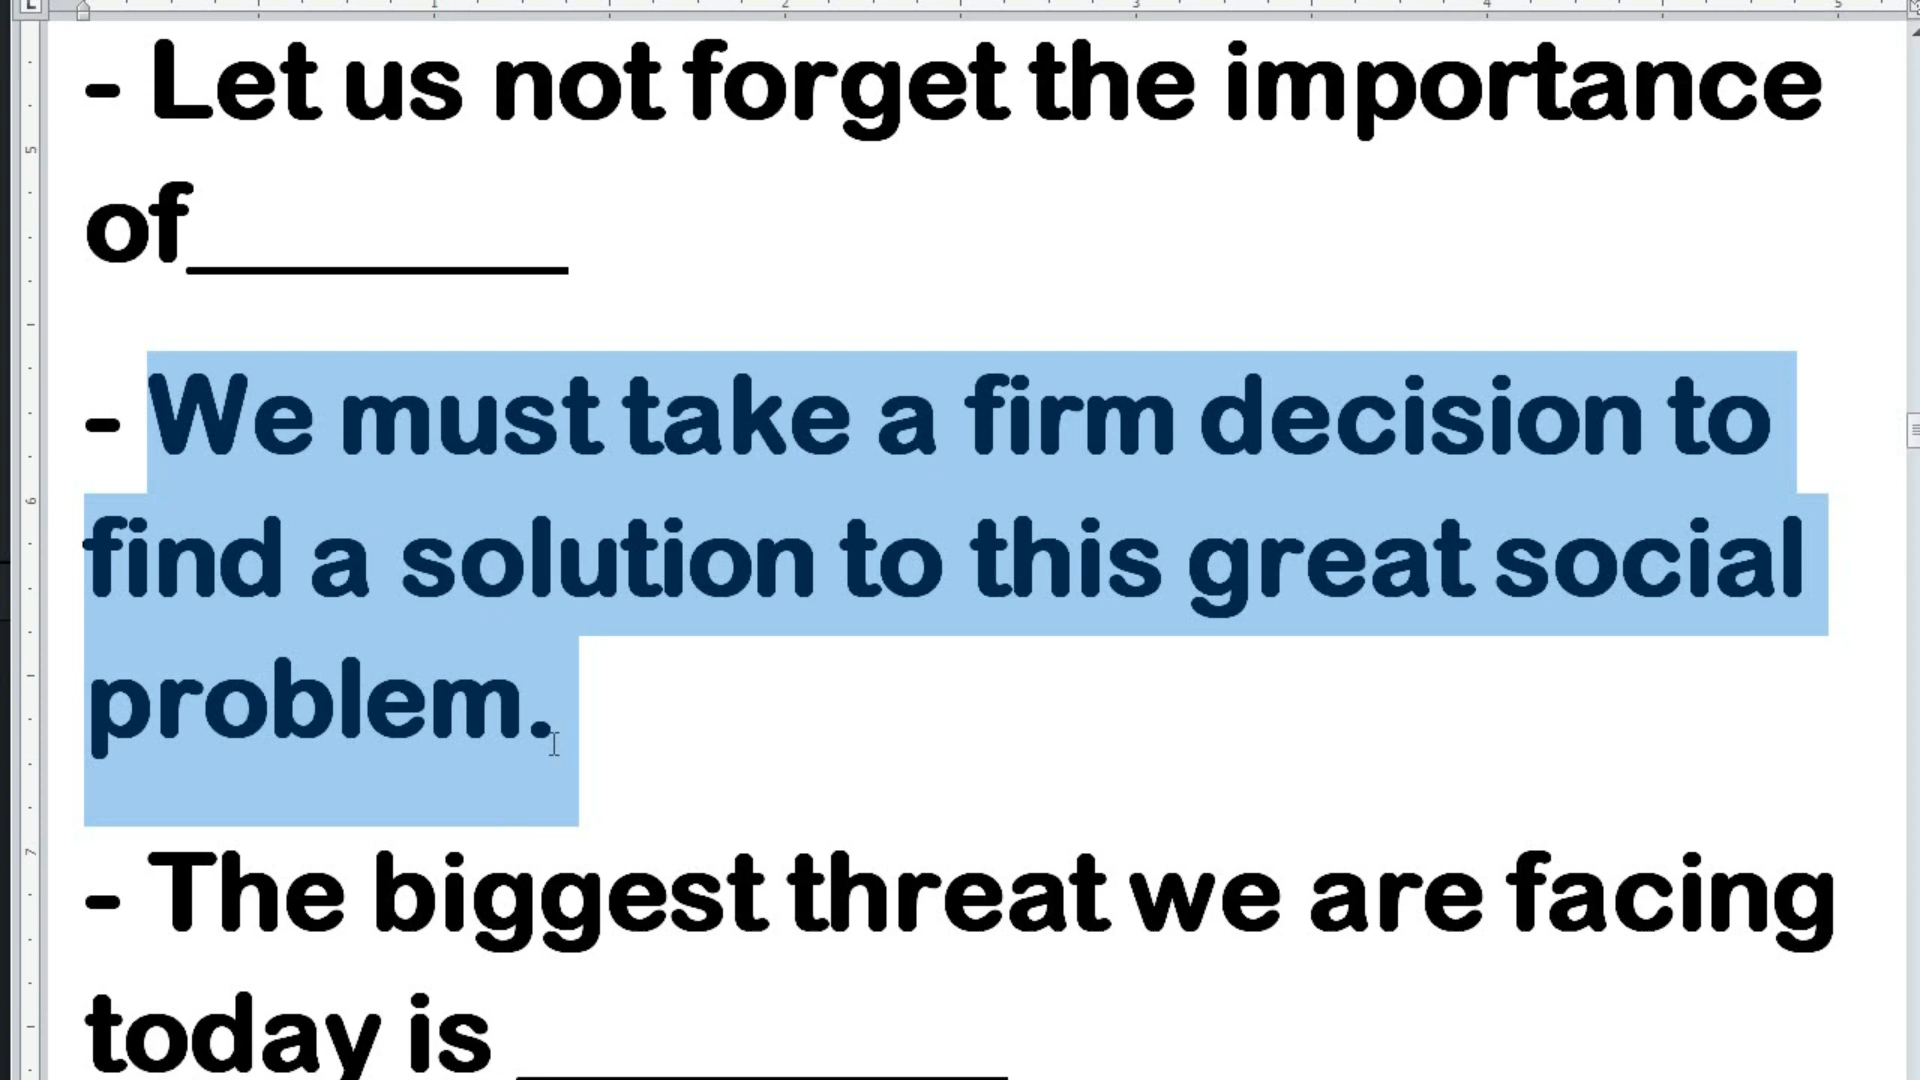 - Let us not forget the importance
of________
- We must take a firm decision to
find a solution to this great social
problem.
- The biggest threat we are facing
today is __________